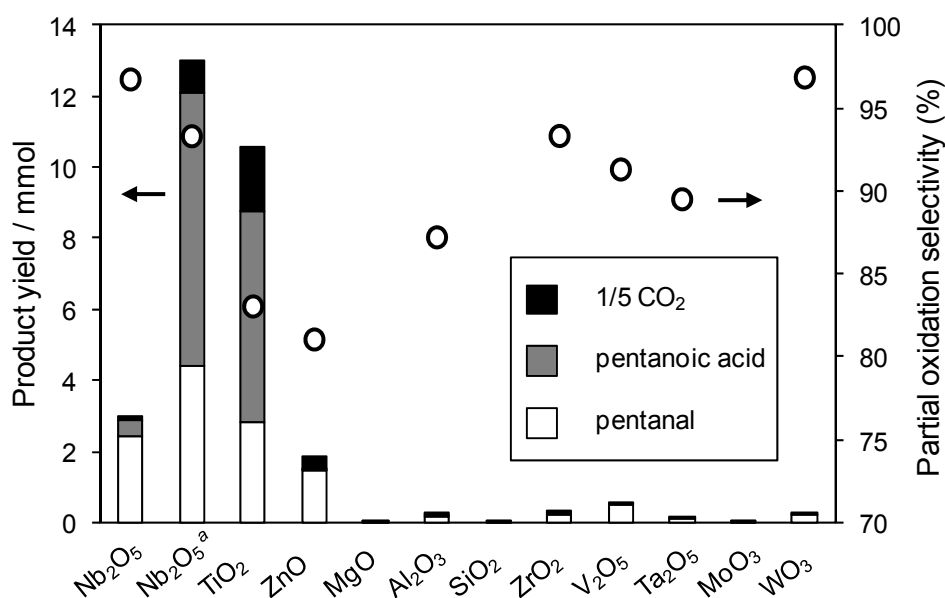 14
12
10
8
6
4
2
0
Product yield / mmol
100
95
90
85
80
75
70
Partial oxidation selectivity (%)
1/5 CO₂
pentanoic acid
pentanal
Nb₂O₅
Nb₂O₅ᵃ
TiO₂
ZnO
MgO
Al₂O₃
SiO₂
ZrO₂
V₂O₅
Ta₂O₅
MoO₃
WO₃